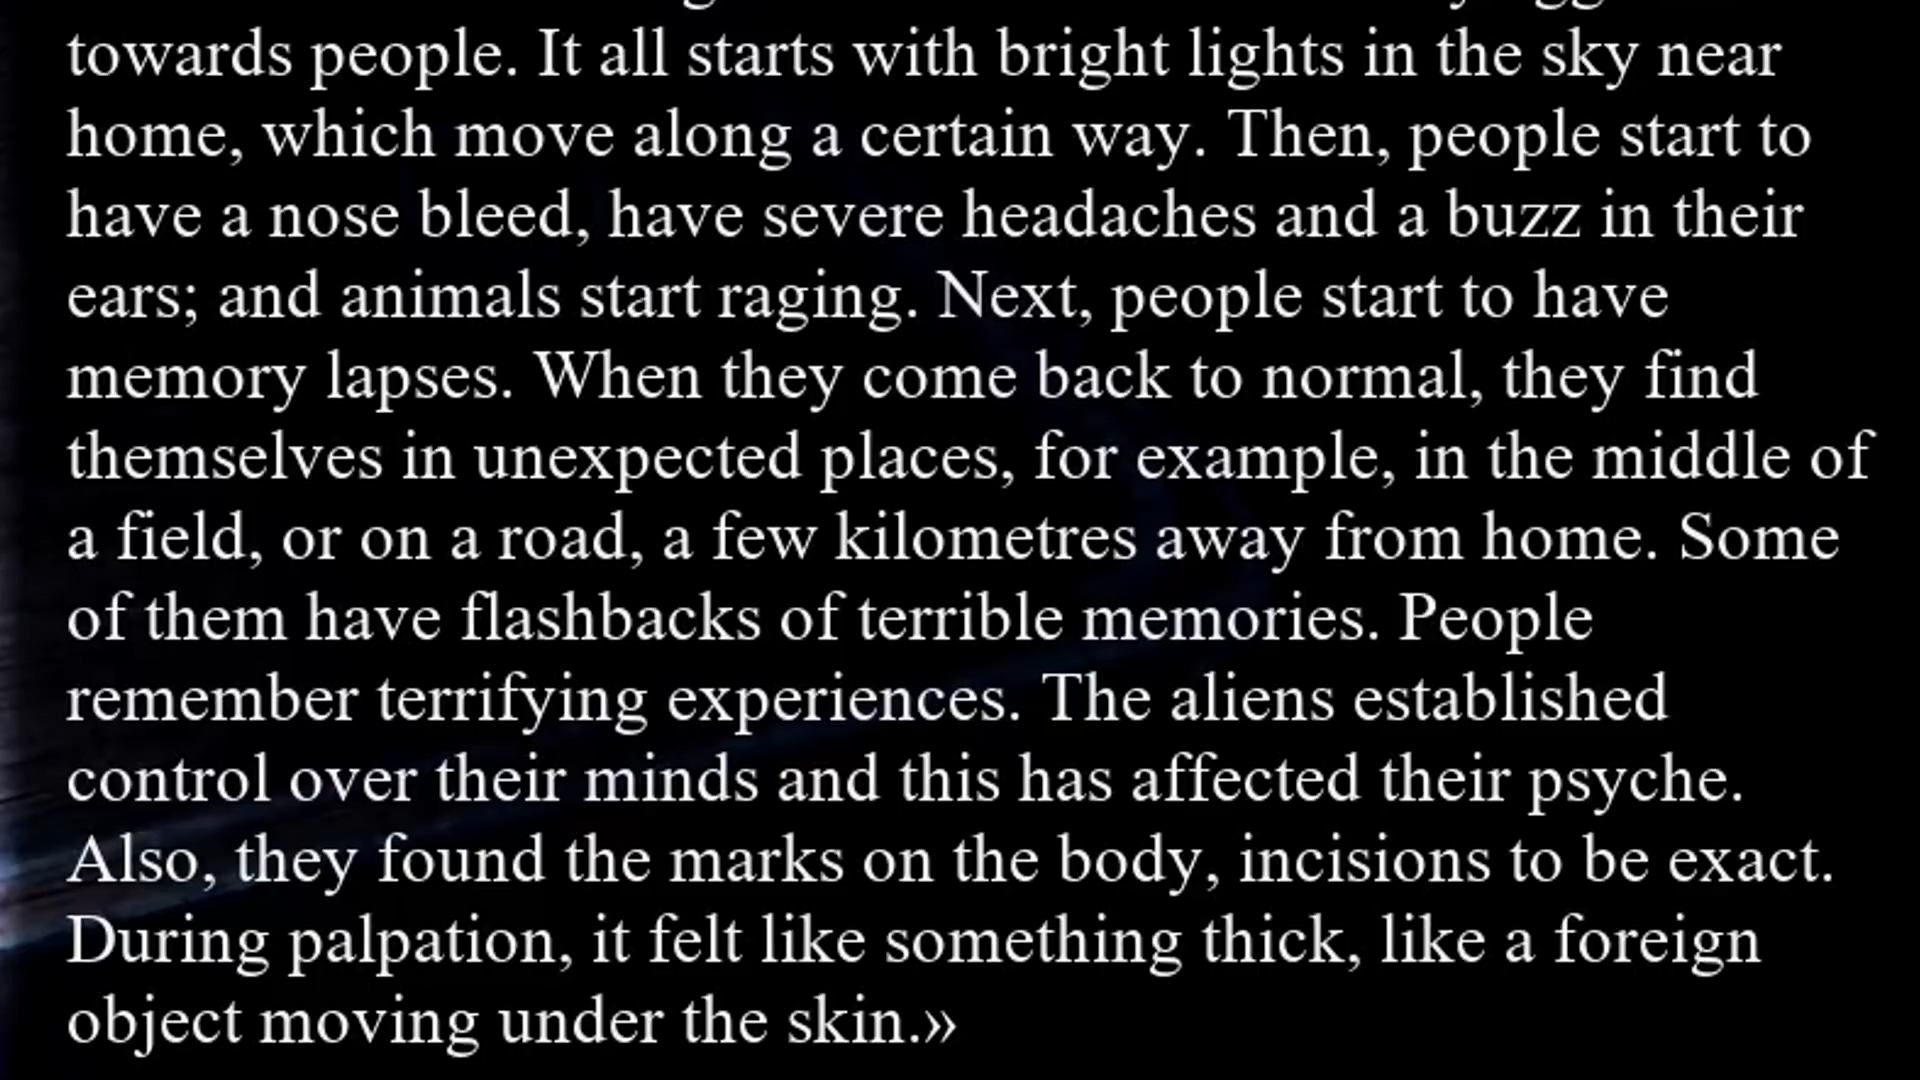 towards people. It all starts with bright lights in the sky near
home, which move along a certain way. Then, people start to
have a nose bleed, have severe headaches and a buzz in their
ears; and animals start raging. Next, people start to have
memory lapses. When they come back to normal, they find
themselves in unexpected places, for example, in the middle of
a field, or on a road, a few kilometres away from home. Some
of them have flashbacks of terrible memories. People
remember terrifying experiences. The aliens established
control over their minds and this has affected their psyche.
Also, they found the marks on the body, incisions to be exact.
During palpation, it felt like something thick, like a foreign
object moving under the skin.»